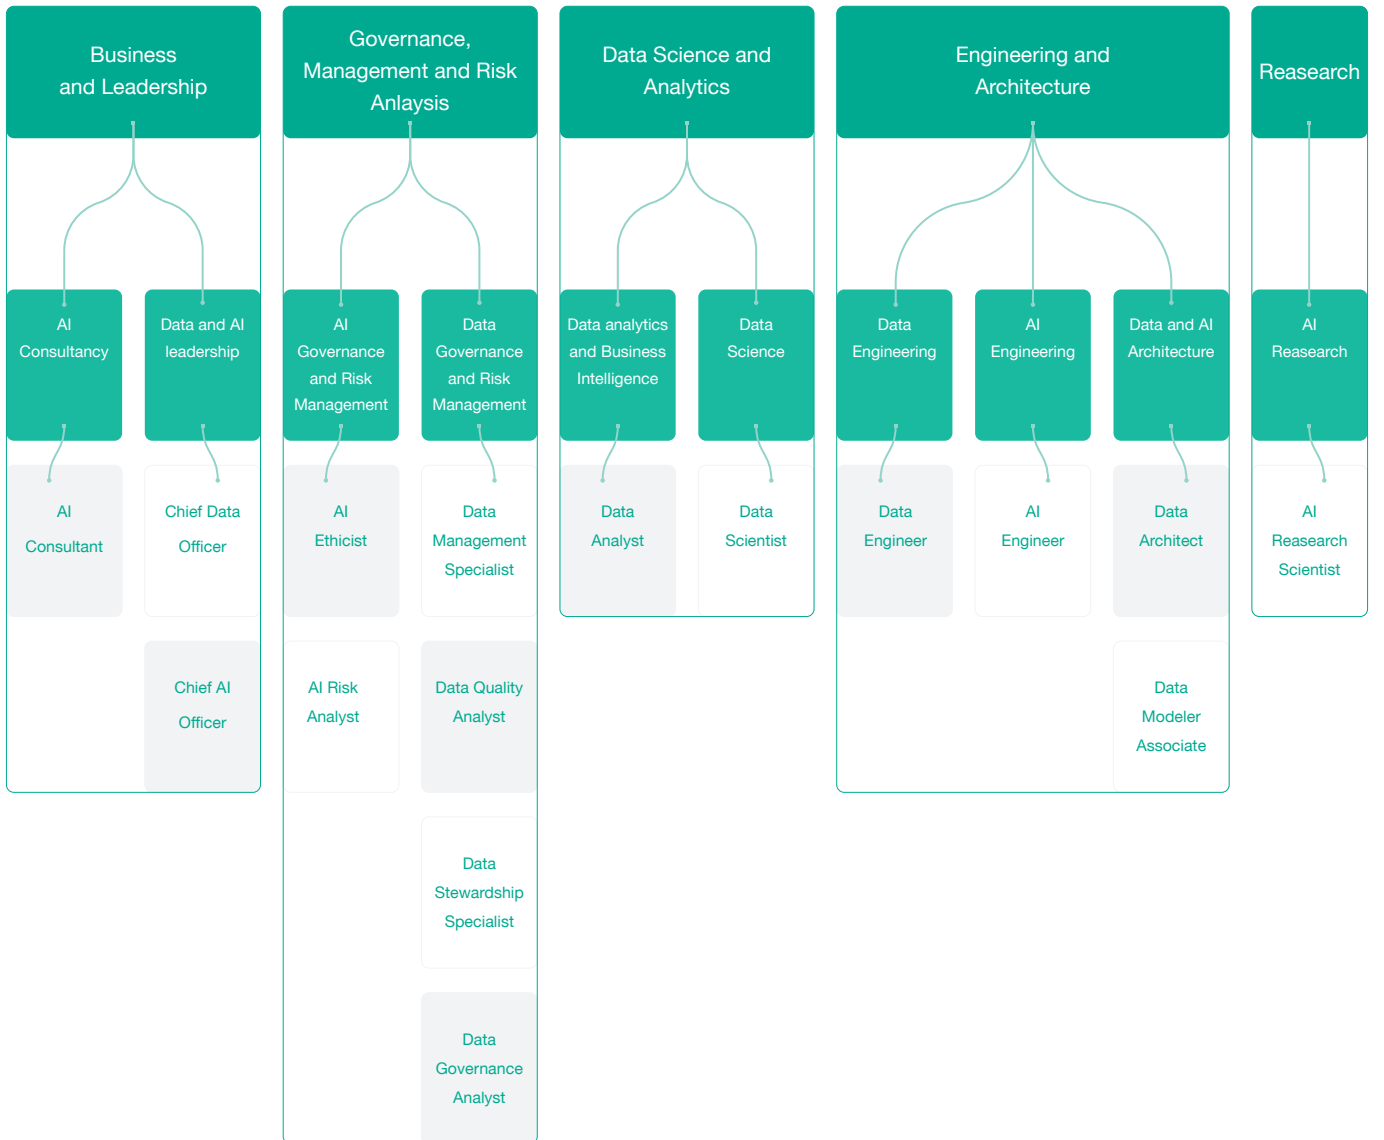 Business
and Leadership
Governance,
Management and Risk
Anlaysis
Data Science and
Analytics
Engineering and
Architecture
Reasearch
AI
Consultancy
Data and AI
leadership
AI
Governance
and Risk
Management
Data
Governance
and Risk
Management
Data analytics
and Business
Intelligence
Data
Science
Data
Engineering
AI
Engineering
Data and AI
Architecture
AI
Reasearch
AI
Consultant
Chief Data
Officer
AI
Ethicist
Data
Management
Specialist
Data
Analyst
Data
Scientist
Data
Engineer
AI
Engineer
Data
Architect
AI
Reasearch
Scientist
Chief AI
Officer
AI Risk
Analyst
Data Quality
Analyst
Data
Modeler
Associate
Data
Stewardship
Specialist
Data
Governance
Analyst